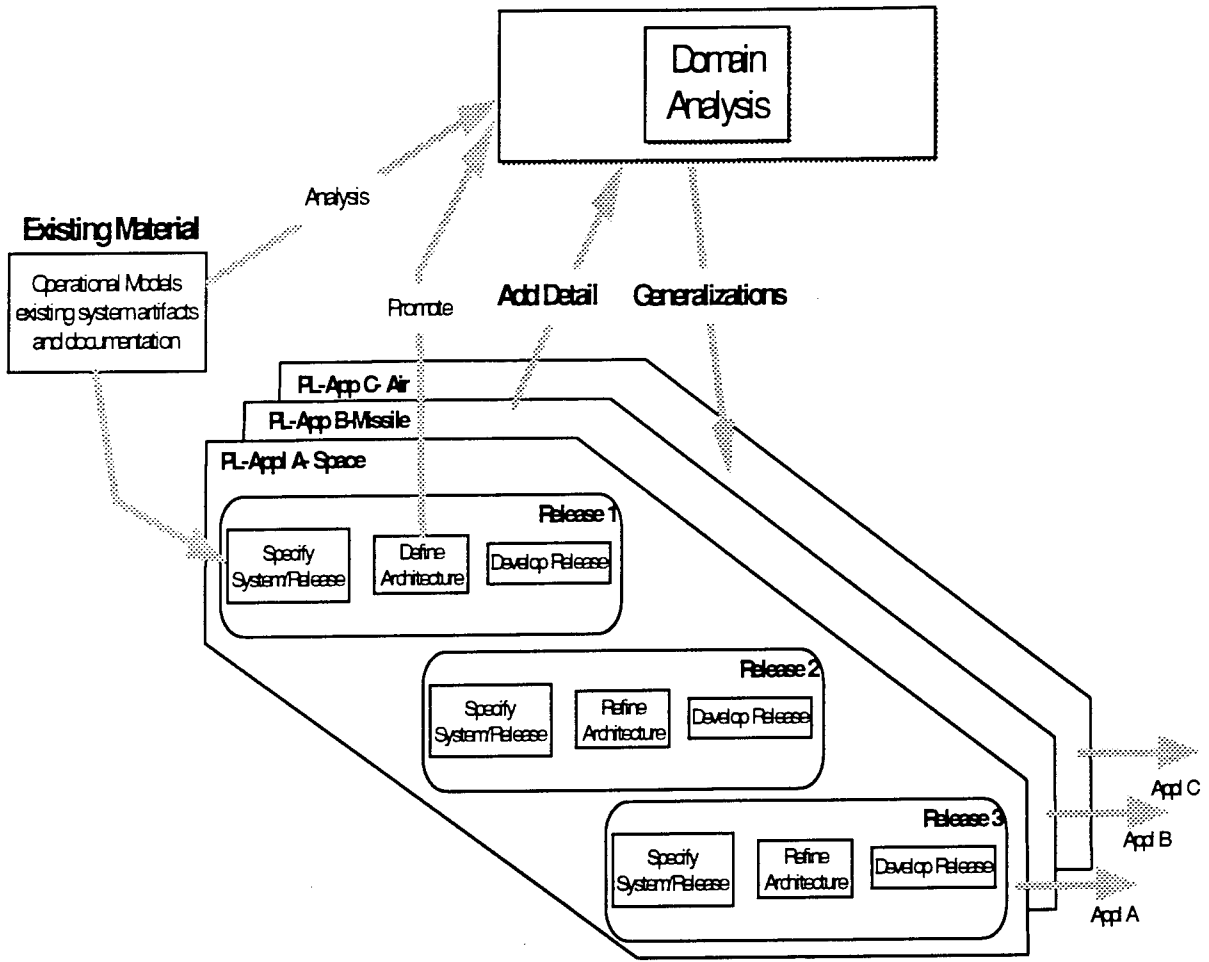 Domain
Analysis
Analysis
Existing Material
Operational Models
existing system artifacts
and documentation
Promote
Add Detail
Generalizations
PL-App C- Air
PL-App B-Missile
PL-Appl A- Space
Release 1
Specify
System/Release
Define
Architecture
Develop Release
Release 2
Specify
System/Release
Refine
Architecture
Develop Release
Release 3
Specify
System/Release
Refine
Architecture
Develop Release
Appl C
Appl B
Appl A